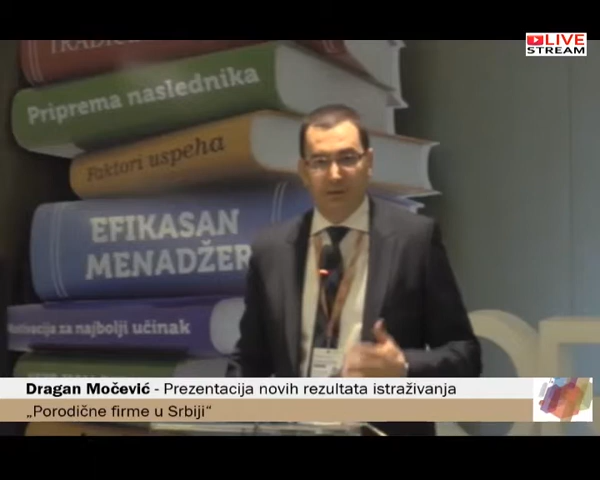 LIVE
STREAM
Priprema naslednika
Faktori uspeha
EFIKASAN
MENADŽER
za najbolji učinak
Dragan Močević - Prezentacija novih rezultata istraživanja
„Porodične firme u Srbiji“